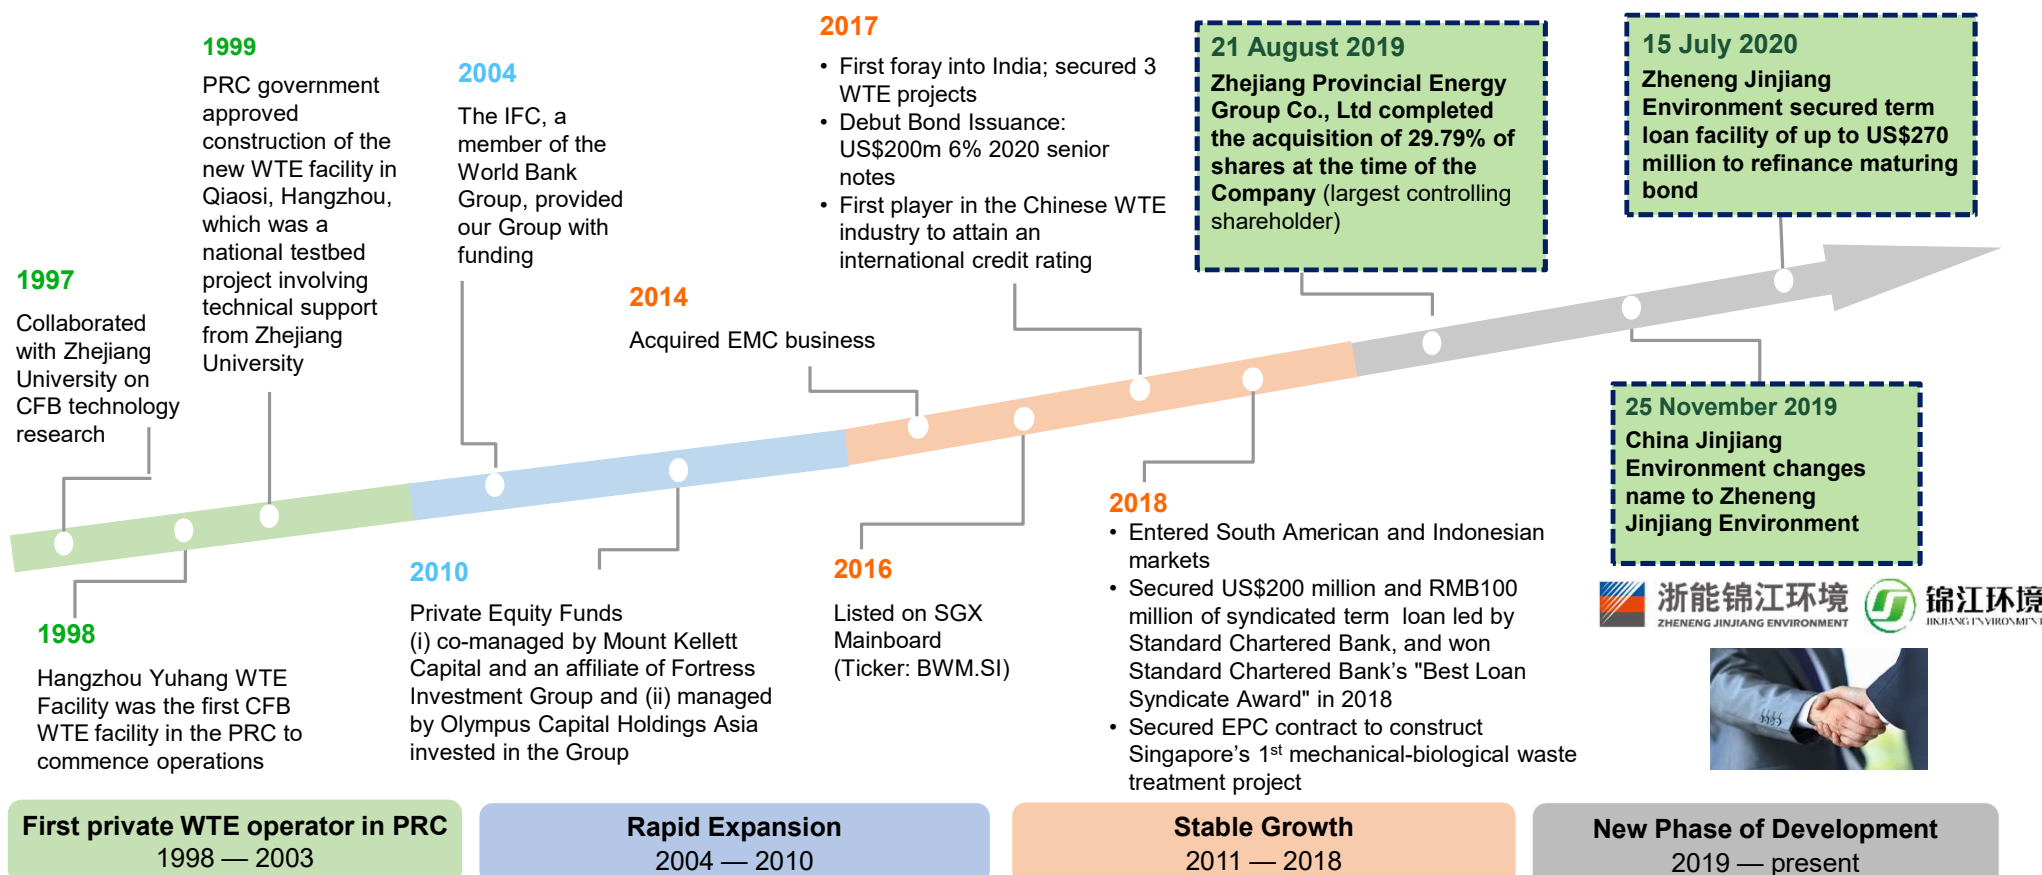 1997
Collaborated
with Zhejiang
University on
CFB technology
research
1998
Hangzhou Yuhang WTE
Facility was the first CFB
WTE facility in the PRC to
commence operations
1999
PRC government
approved
construction of the
new WTE facility in
Qiaosi, Hangzhou,
which was a
national testbed
project involving
technical support
from Zhejiang
University
2004
The IFC, a
member of the
World Bank
Group, provided
our Group with
funding
2010
Private Equity Funds
(i) co-managed by Mount Kellett
Capital and an affiliate of Fortress
Investment Group and (ii) managed
by Olympus Capital Holdings Asia
invested in the Group
2014
Acquired EMC business
2016
Listed on SGX
Mainboard
(Ticker: BWM.SI)
2017
• First foray into India; secured 3
WTE projects
• Debut Bond Issuance:
US$200m 6% 2020 senior
notes
• First player in the Chinese WTE
industry to attain an
international credit rating
2018
• Entered South American and Indonesian
markets
• Secured US$200 million and RMB100
million of syndicated term loan led by
Standard Chartered Bank, and won
Standard Chartered Bank’s "Best Loan
Syndicate Award" in 2018
• Secured EPC contract to construct
Singapore’s 1st mechanical-biological waste
treatment project
21 August 2019
Zhejiang Provincial Energy
Group Co., Ltd completed
the acquisition of 29.79% of
shares at the time of the
Company (largest controlling
shareholder)
25 November 2019
China Jinjiang
Environment changes
name to Zheneng
Jinjiang Environment
15 July 2020
Zheneng Jinjiang
Environment secured term
loan facility of up to US$270
million to refinance maturing
bond
浙能锦江环境
ZHENENG JINJIANG ENVIRONMENT
锦江环境
JINJIANG ENVIRONMENT
First private WTE operator in PRC
1998 — 2003
Rapid Expansion
2004 — 2010
Stable Growth
2011 — 2018
New Phase of Development
2019 — present